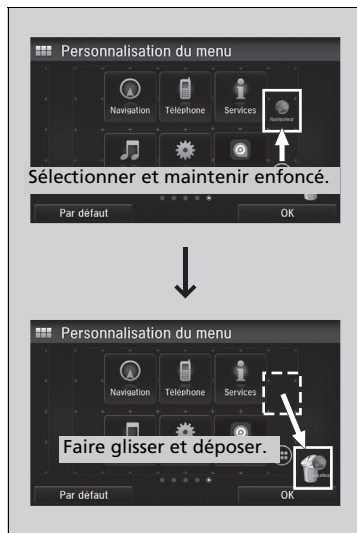 Personnalisation du menu
Navigation Téléphone Services Navigateur
Sélectionner et maintenir enfoncé.
Par défaut OK
Personnalisation du menu
Navigation Téléphone Services
Faire glisser et déposer.
Par défaut OK